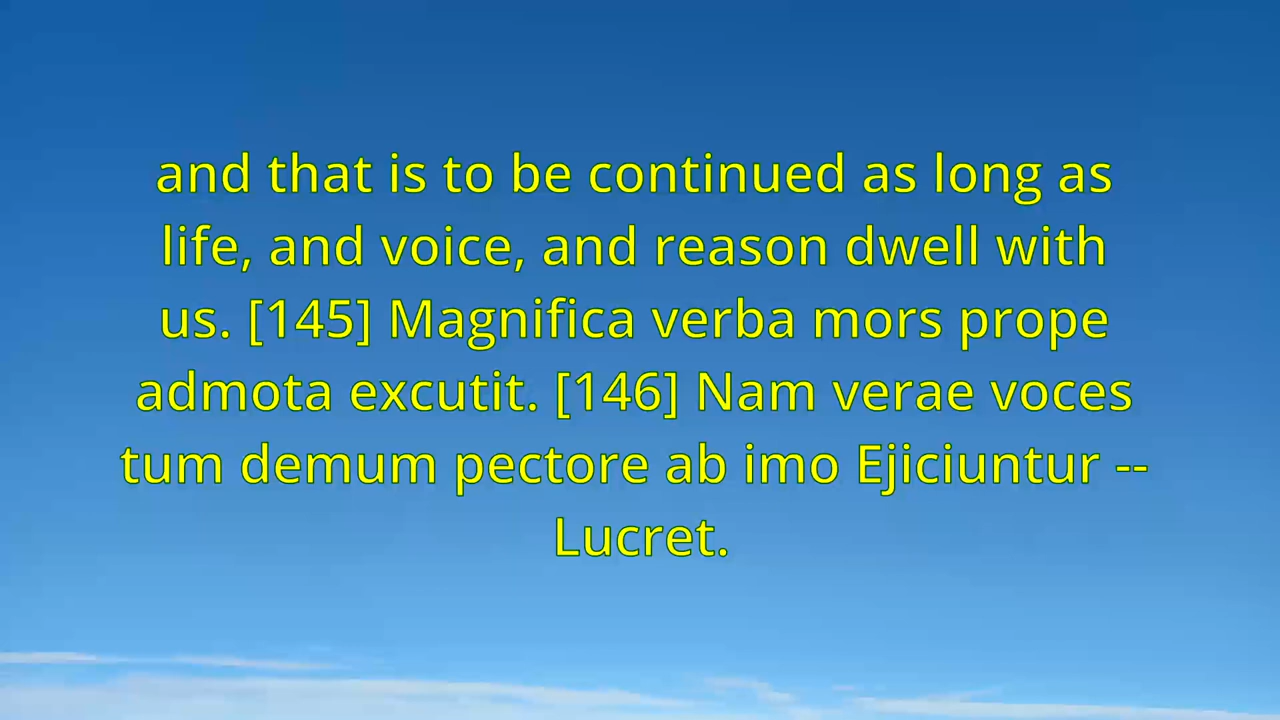 and that is to be continued as long as
life, and voice, and reason dwell with
us. [145] Magnifica verba mors prope
admota excutit. [146] Nam verae voces
tum demum pectore ab imo Ejiciuntur --
Lucret.